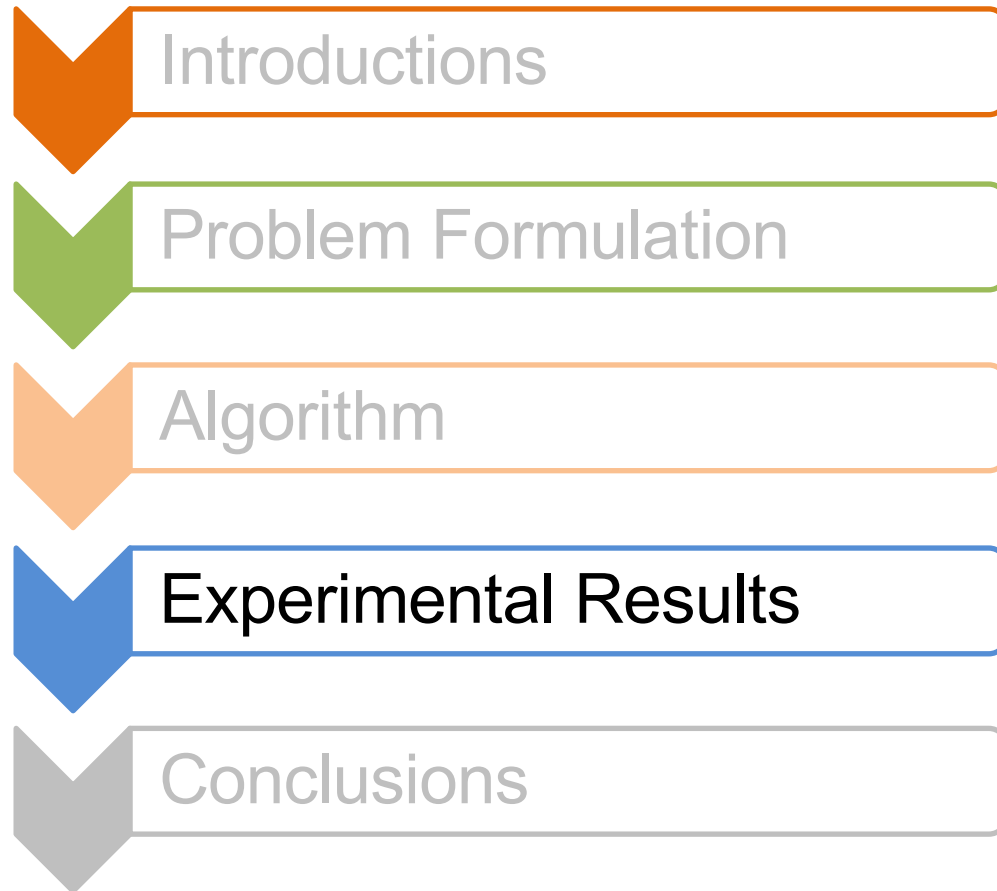 Introductions
Problem Formulation
Algorithm
Experimental Results
Conclusions